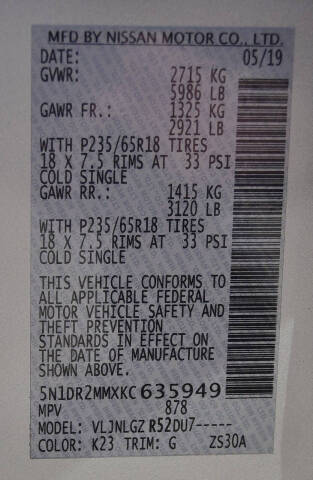 MFD BY NISSAN MOTOR CO., LTD.
DATE: 05/19
GVWR: 2715 KG
5986 LB
GAWR FR.: 1325 KG
2921 LB
WITH P235/65R18 TIRES
18 X 7.5 RIMS AT 33 PSI
COLD SINGLE
GAWR RR.: 1415 KG
3120 LB
WITH P235/65R18 TIRES
18 X 7.5 RIMS AT 33 PSI
COLD SINGLE
THIS VEHICLE CONFORMS TO
ALL APPLICABLE FEDERAL
MOTOR VEHICLE SAFETY AND
THEFT PREVENTION
STANDARDS IN EFFECT ON
THE DATE OF MANUFACTURE
SHOWN ABOVE.
5N1DR2MMXKC635949
MPV 878
MODEL: VLJNLGZ R52DU7-----
COLOR: K23 TRIM: G ZS30A